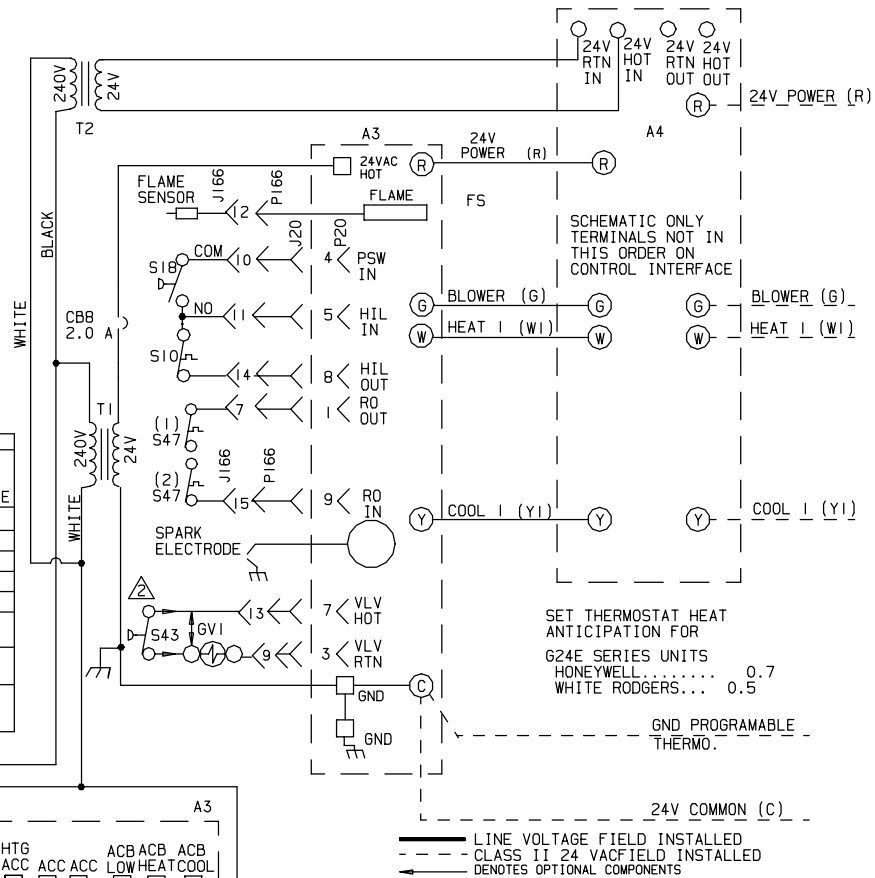 24V RTN IN
24V HOT IN
24V RTN OUT
24V HOT OUT
240V
24V
T2
24V POWER (R)
R
A4
A3
24V POWER (R)
24VAC HOT
R
R
FLAME SENSOR
J166
P166
FLAME
FS
12
J20
P20
BLACK
WHITE
SCHEMATIC ONLY
TERMINALS NOT IN
THIS ORDER ON
CONTROL INTERFACE
S18
COM
10
4
PSW IN
NO
11
5
HIL IN
G
BLOWER (G)
G
G
BLOWER (G)
CB8
2.0 A
W
HEAT 1 (W1)
W
W
HEAT 1 (W1)
S10
14
8
HIL OUT
7
1
RO OUT
T1
240V
24V
(1)
S47
(2)
S47
J166
P166
15
9
RO IN
E
WHITE
Y
COOL 1 (Y1)
Y
Y
COOL 1 (Y1)
SPARK
ELECTRODE
2
13
7
VLV HOT
S43
GV1
9
3
VLV RTN
SET THERMOSTAT HEAT
ANTICIPATION FOR
G24E SERIES UNITS
HONEYWELL........ 0.7
WHITE RODGERS... 0.5
GND
C
GND
GND PROGRAMABLE
THERMO.
24V COMMON (C)
A3
HTG ACC
ACC
ACC
ACB LOW
ACB HEAT
ACB COOL
LINE VOLTAGE FIELD INSTALLED
CLASS II 24 VACFIELD INSTALLED
DENOTES OPTIONAL COMPONENTS